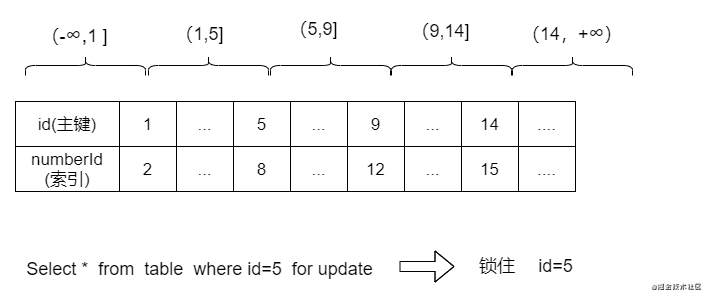 (-∞,1 ] (1,5] (5,9] (9,14] (14, +∞)
id(主键) 1 ... 5 ... 9 ... 14 ....
numberId
(索引) 2 ... 8 ... 12 ... 15 ....
Select * from table where id=5 for update 锁住 id=5
@掘金技术社区